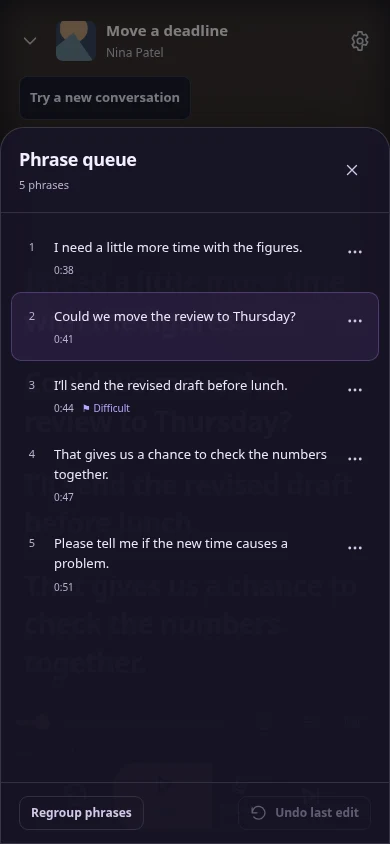 Move a deadline
Nina Patel
Try a new conversation
Phrase queue
5 phrases
1 I need a little more time with the figures.
0:38
2 Could we move the review to Thursday?
0:41
3 I'll send the revised draft before lunch.
0:44 Difficult
4 That gives us a chance to check the numbers
together.
0:47
5 Please tell me if the new time causes a
problem.
0:51
Regroup phrases
Undo last edit